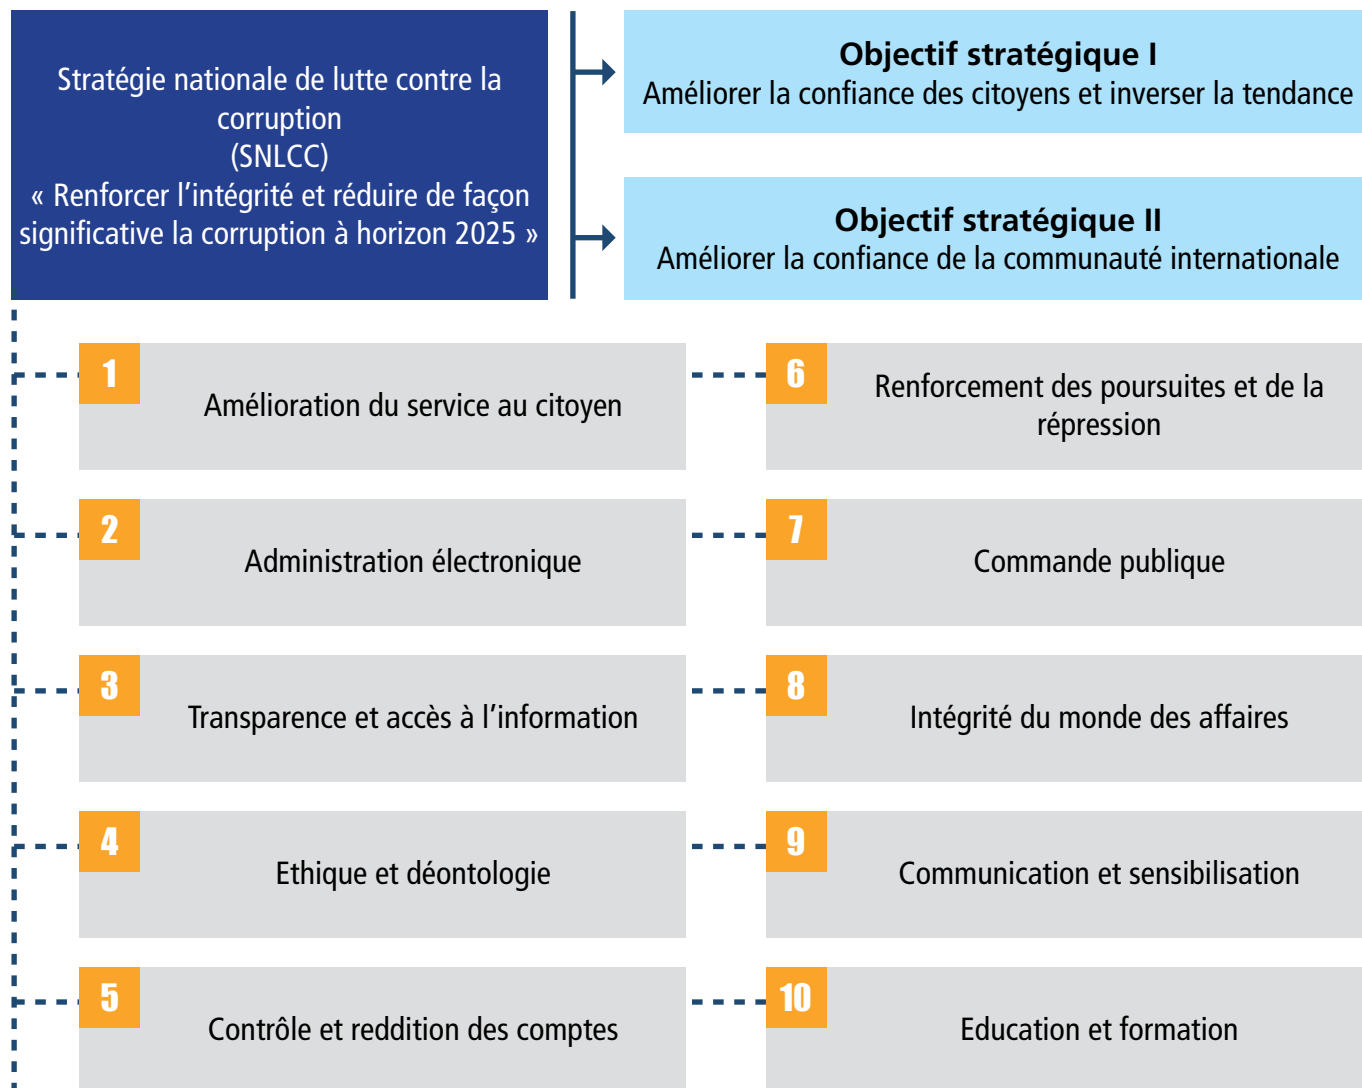 Stratégie nationale de lutte contre la
corruption
(SNLCC)
« Renforcer l’intégrité et réduire de façon
significative la corruption à horizon 2025 »
Objectif stratégique I
Améliorer la confiance des citoyens et inverser la tendance
Objectif stratégique II
Améliorer la confiance de la communauté internationale
1
Amélioration du service au citoyen
2
Administration électronique
3
Transparence et accès à l’information
4
Ethique et déontologie
5
Contrôle et reddition des comptes
6
Renforcement des poursuites et de la
répression
7
Commande publique
8
Intégrité du monde des affaires
9
Communication et sensibilisation
10
Education et formation